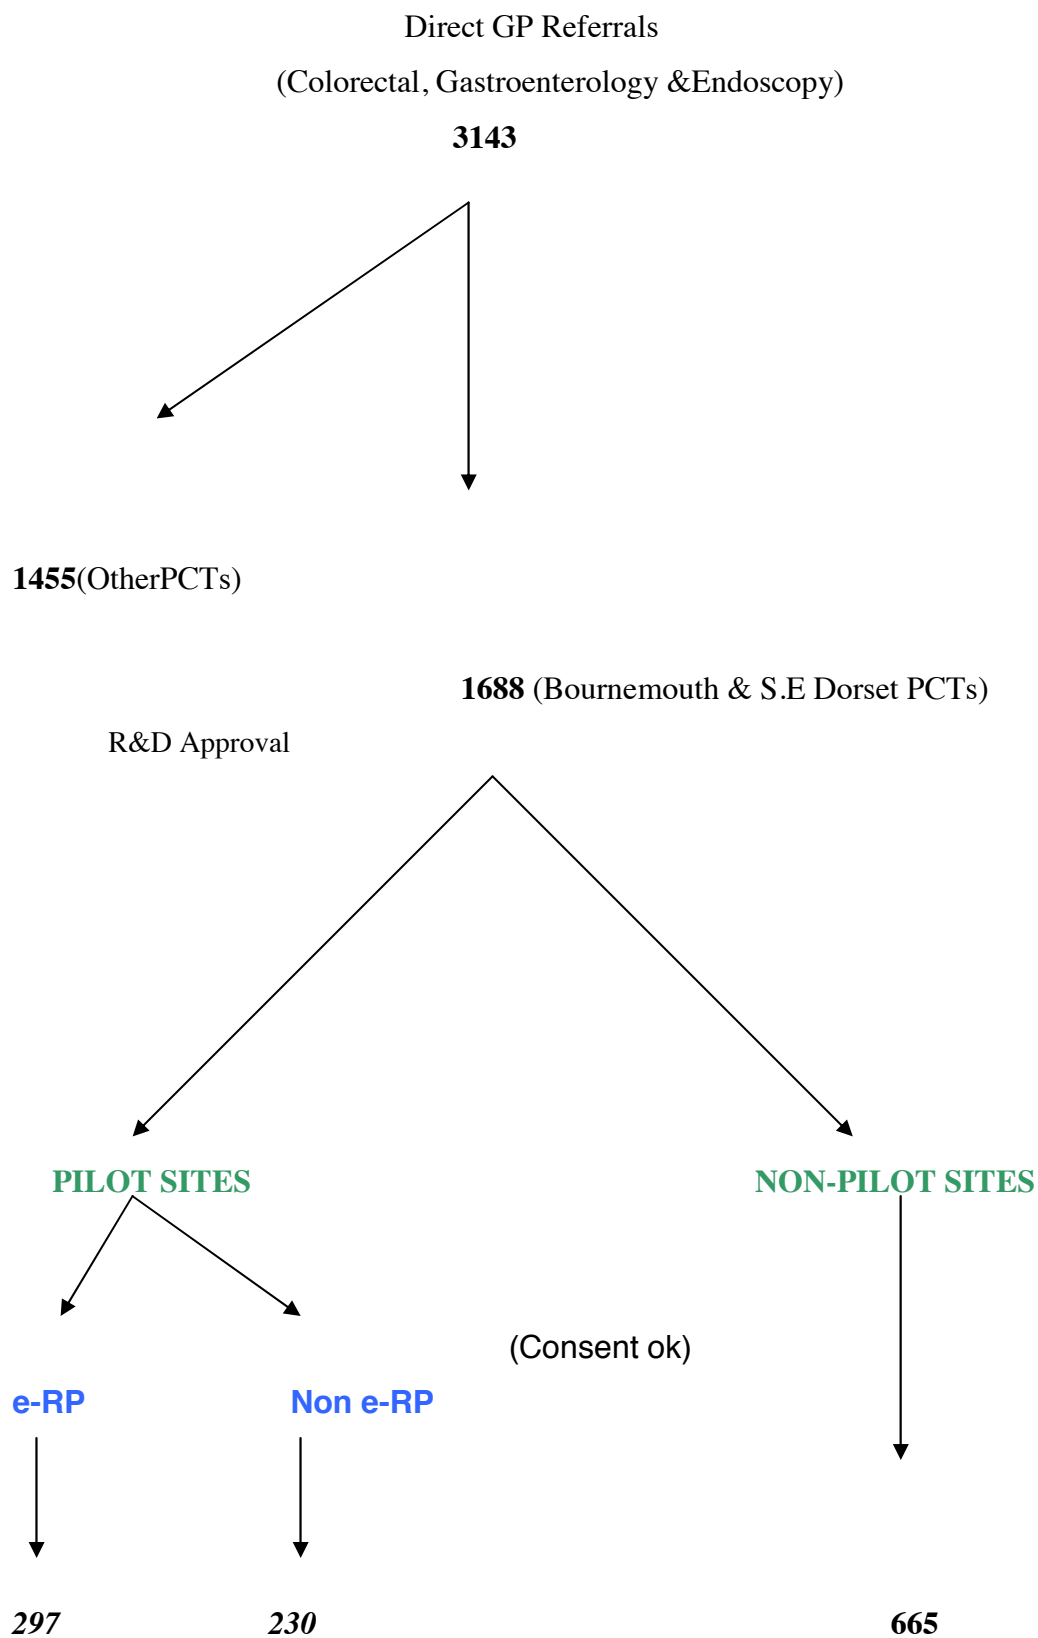 Direct GP Referrals
(Colorectal, Gastroenterology &Endoscopy)
3143
1455(OtherPCTs)
1688 (Bournemouth & S.E Dorset PCTs)
R&D Approval
PILOT SITES
NON-PILOT SITES
(Consent ok)
e-RP
Non e-RP
297
230
665